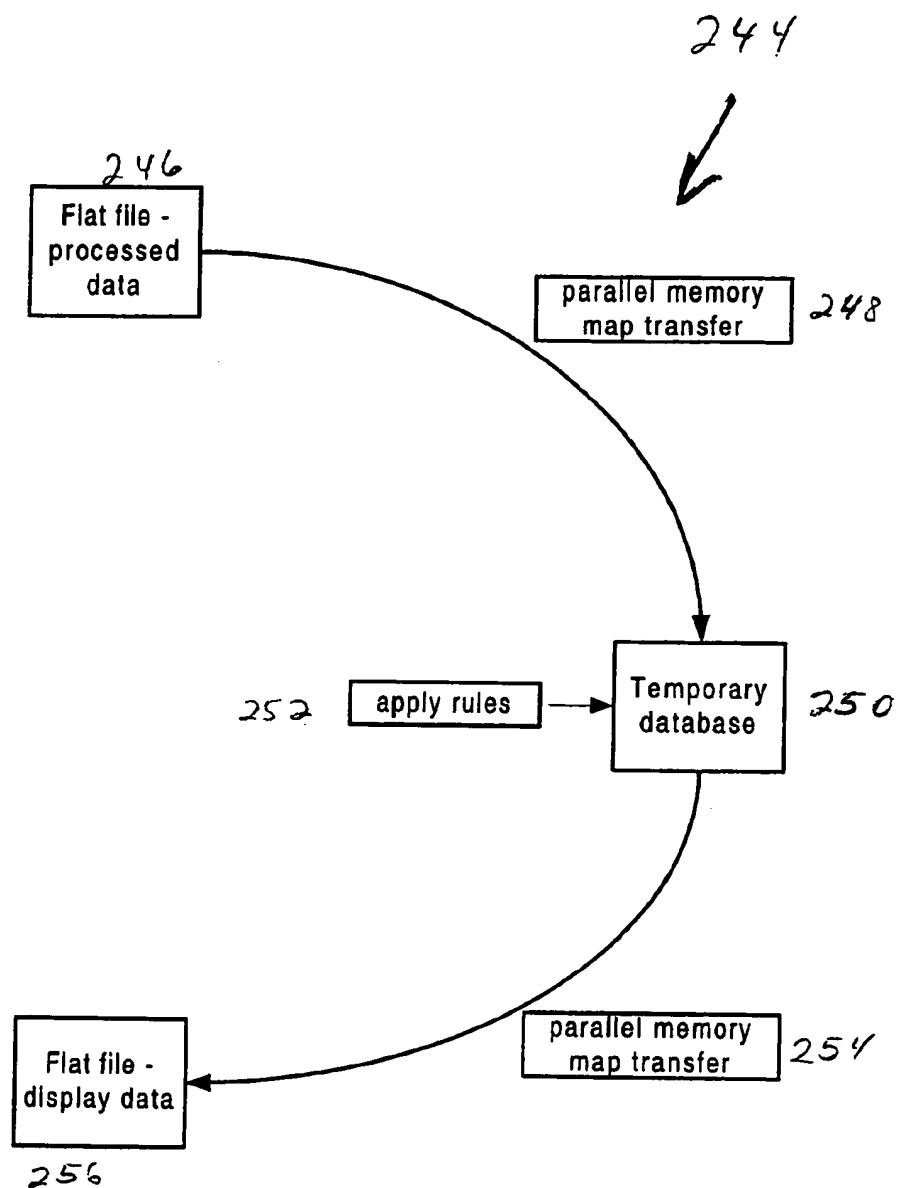 244
246
Flat file -
processed
data
parallel memory
map transfer
248
252
apply rules
Temporary
database
250
parallel memory
map transfer
254
Flat file -
display data
256